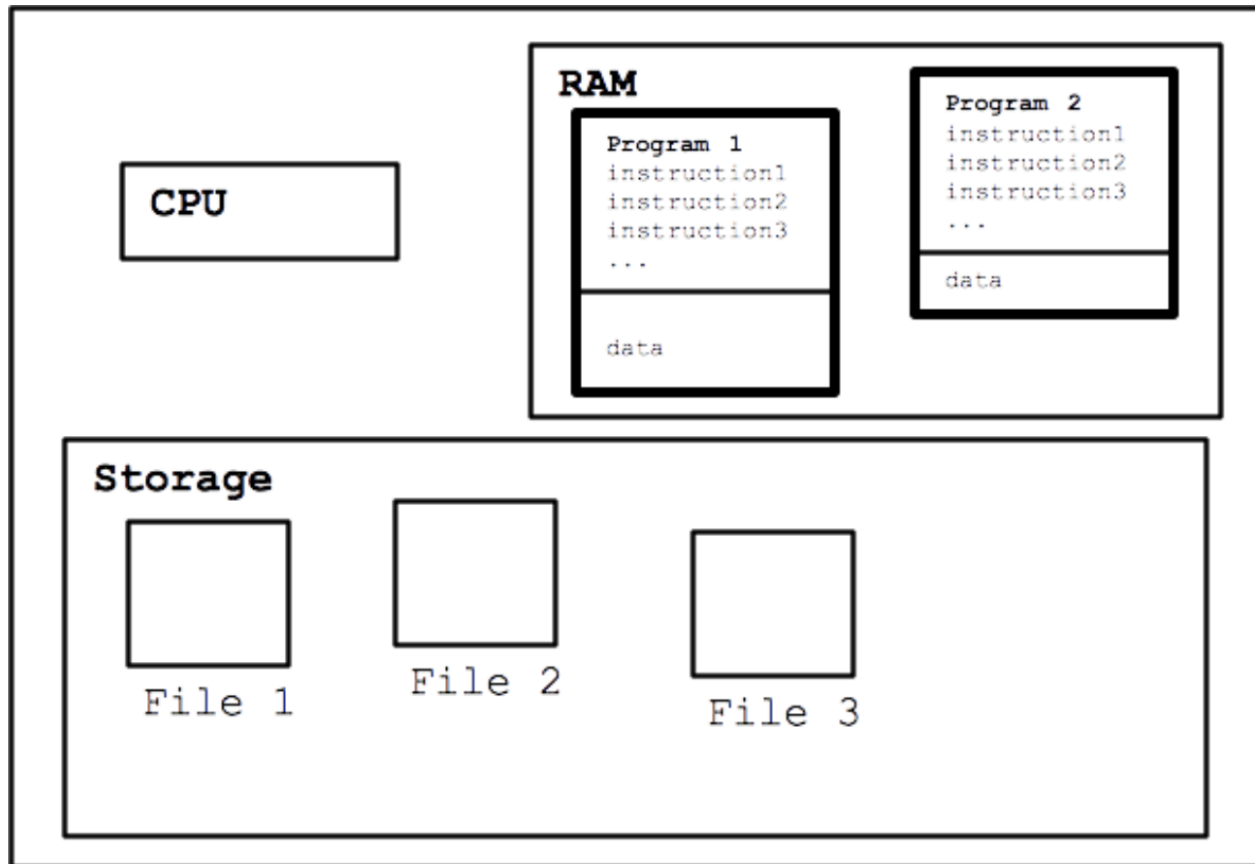 RAM
Program 1
instruction1
instruction2
instruction3
...
data
Program 2
instruction1
instruction2
instruction3
...
data
CPU
Storage
File 1
File 2
File 3